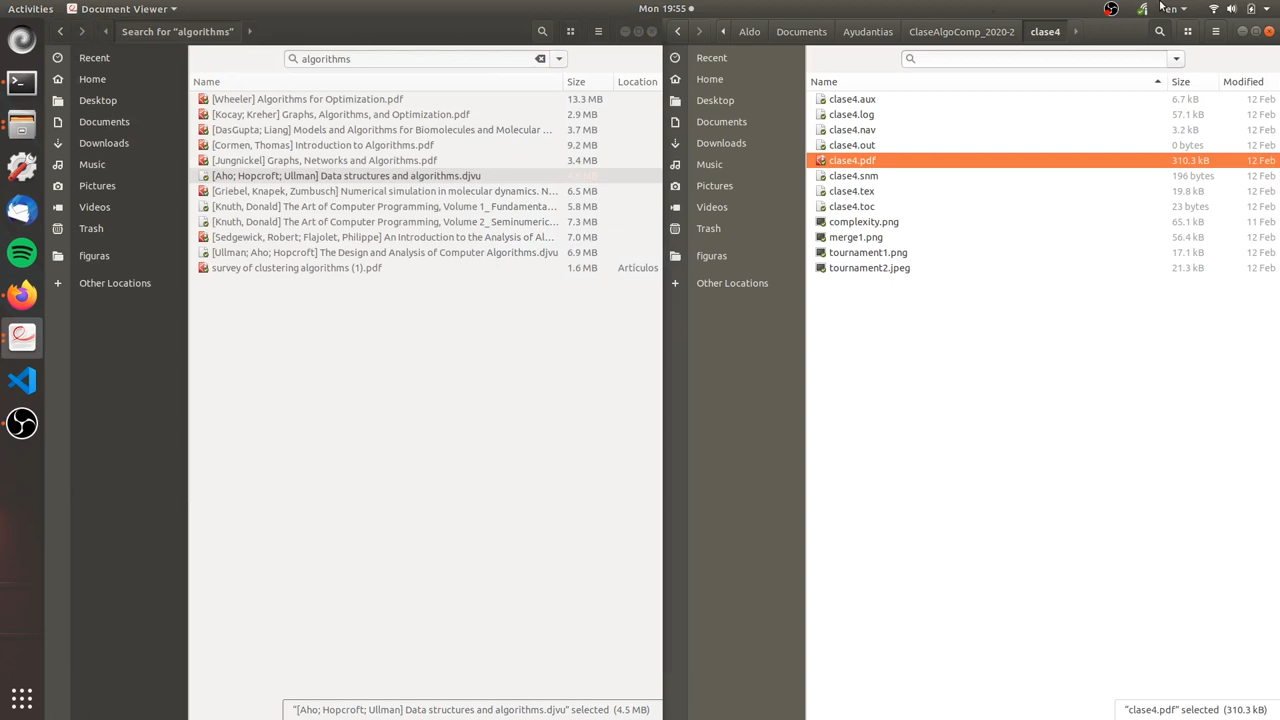 Activities
Document Viewer
Mon 19:55
en
Search for “algorithms”
Aldo
Documents
Ayudantias
ClaseAlgoComp_2020-2
clase4
Recent
Home
Desktop
Documents
Downloads
Music
Pictures
Videos
Trash
figuras
Other Locations
algorithms
Name Size Location
[Wheeler] Algorithms for Optimization.pdf 13.3 MB
[Kocay; Kreher] Graphs, Algorithms, and Optimization.pdf 2.9 MB
[DasGupta; Liang] Models and Algorithms for Biomolecules and Molecular ... 3.7 MB
[Cormen, Thomas] Introduction to Algorithms.pdf 9.2 MB
[Jungnickel] Graphs, Networks and Algorithms.pdf 3.4 MB
[Aho; Hopcroft; Ullman] Data structures and algorithms.djvu 4.5 MB
[Griebel, Knapek, Zumbusch] Numerical simulation in molecular dynamics. N... 6.5 MB
[Knuth, Donald] The Art of Computer Programming, Volume 1_ Fundamenta... 5.8 MB
[Knuth, Donald] The Art of Computer Programming, Volume 2_ Seminumeric... 7.3 MB
[Sedgewick, Robert; Flajolet, Philippe] An Introduction to the Analysis of Al... 7.0 MB
[Ullman; Aho; Hopcroft] The Design and Analysis of Computer Algorithms.djvu 6.9 MB
survey of clustering algorithms (1).pdf 1.6 MB Artículos
"[Aho; Hopcroft; Ullman] Data structures and algorithms.djvu" selected (4.5 MB)
Recent
Home
Desktop
Documents
Downloads
Music
Pictures
Videos
Trash
figuras
Other Locations
Name Size Modified
clase4.aux 6.7 kB 12 Feb
clase4.log 57.1 kB 12 Feb
clase4.nav 3.2 kB 12 Feb
clase4.out 0 bytes 12 Feb
clase4.pdf 310.3 kB 12 Feb
clase4.snm 196 bytes 12 Feb
clase4.tex 19.8 kB 12 Feb
clase4.toc 23 bytes 12 Feb
complexity.png 65.1 kB 12 Feb
merge1.png 56.4 kB 12 Feb
tournament1.png 17.1 kB 12 Feb
tournament2.jpeg 21.3 kB 12 Feb
"clase4.pdf" selected (310.3 kB)